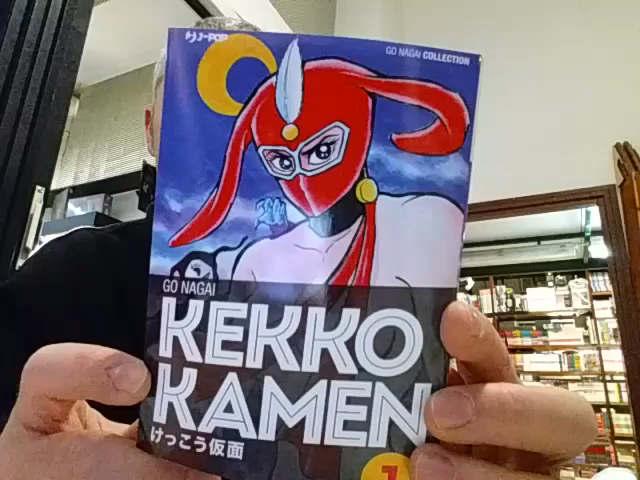 J-POP
GO NAGAI COLLECTION
GO NAGAI
KEKKO
KAMEN
けっこう仮面
1